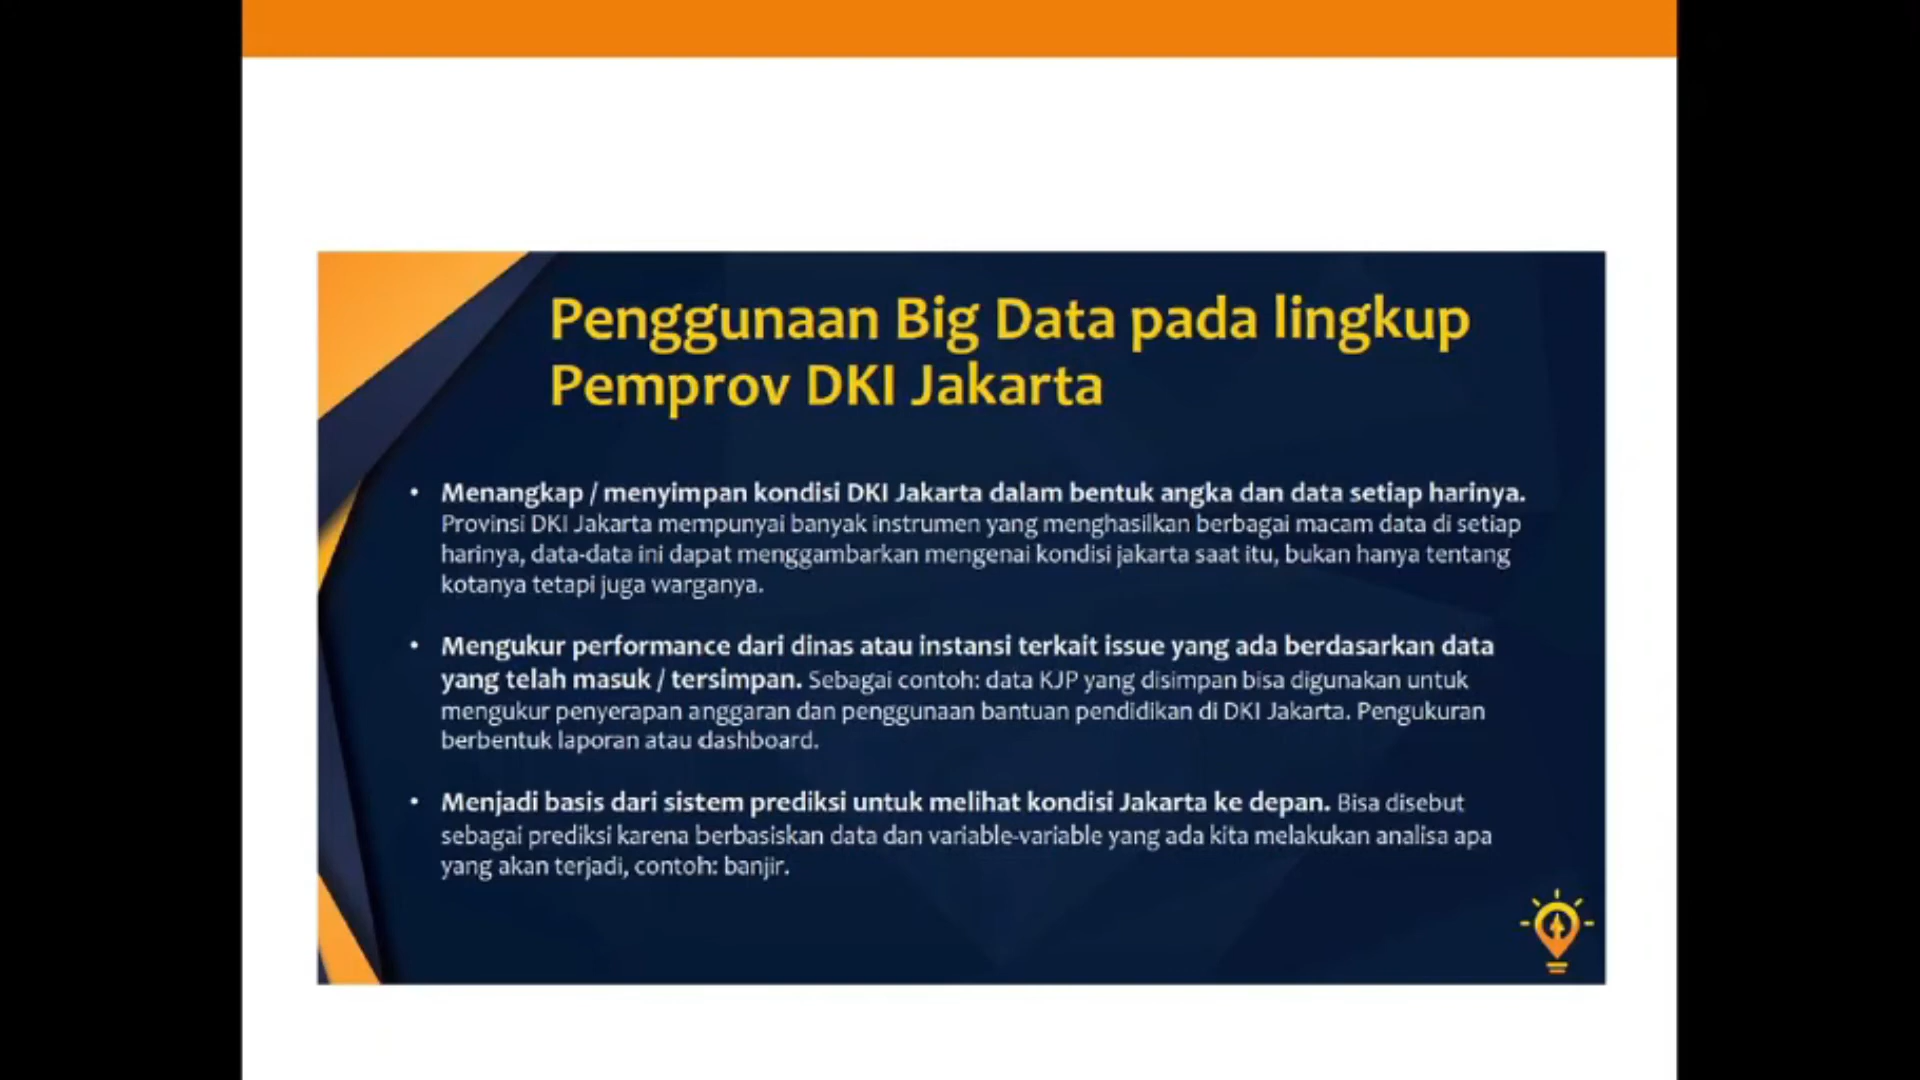 Penggunaan Big Data pada lingkup
Pemprov DKI Jakarta
• Menangkap / menyimpan kondisi DKI Jakarta dalam bentuk angka dan data setiap harinya.
Provinsi DKI Jakarta mempunyai banyak instrumen yang menghasilkan berbagai macam data di setiap
harinya, data-data ini dapat menggambarkan mengenai kondisi jakarta saat itu, bukan hanya tentang
kotanya tetapi juga warganya.
• Mengukur performance dari dinas atau instansi terkait issue yang ada berdasarkan data
yang telah masuk / tersimpan. Sebagai contoh: data KJP yang disimpan bisa digunakan untuk
mengukur penyerapan anggaran dan penggunaan bantuan pendidikan di DKI Jakarta. Pengukuran
berbentuk laporan atau dashboard.
• Menjadi basis dari sistem prediksi untuk melihat kondisi Jakarta ke depan. Bisa disebut
sebagai prediksi karena berbasiskan data dan variable-variable yang ada kita melakukan analisa apa
yang akan terjadi, contoh: banjir.